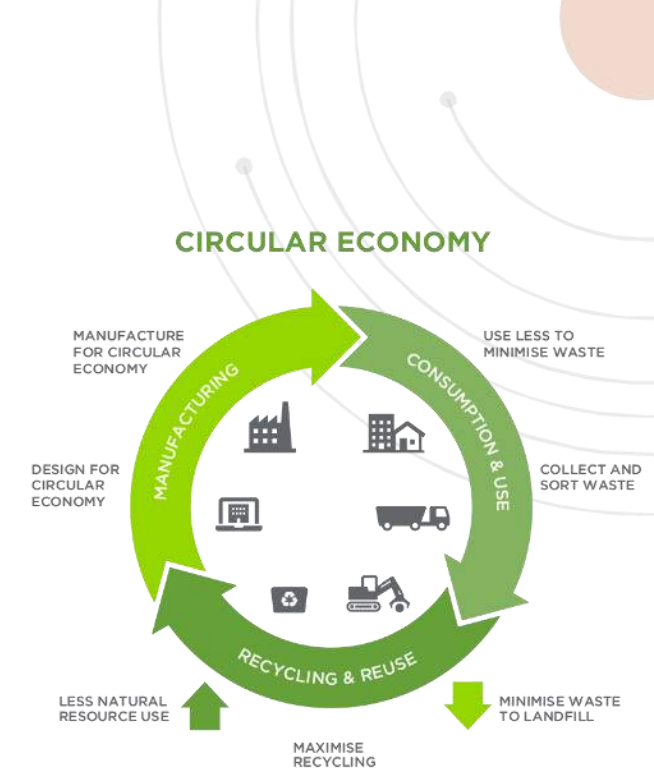 CIRCULAR ECONOMY
MANUFACTURE
FOR CIRCULAR
ECONOMY
USE LESS TO
MINIMISE WASTE
MANUFACTURING
CONSUMPTION & USE
DESIGN FOR
CIRCULAR
ECONOMY
COLLECT AND
SORT WASTE
RECYCLING & REUSE
LESS NATURAL
RESOURCE USE
MINIMISE WASTE
TO LANDFILL
MAXIMISE
RECYCLING